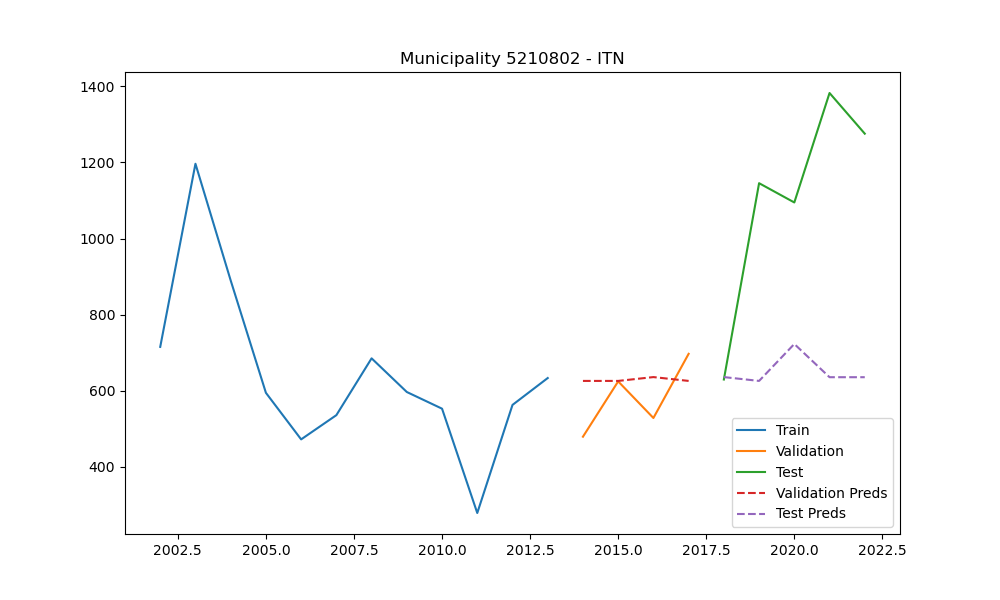 Municipality 5210802 - ITN
1400
1200
1000
800
600
400
2002.5 2005.0 2007.5 2010.0 2012.5 2015.0 2017.5 2020.0 2022.5
Train
Validation
Test
Validation Preds
Test Preds